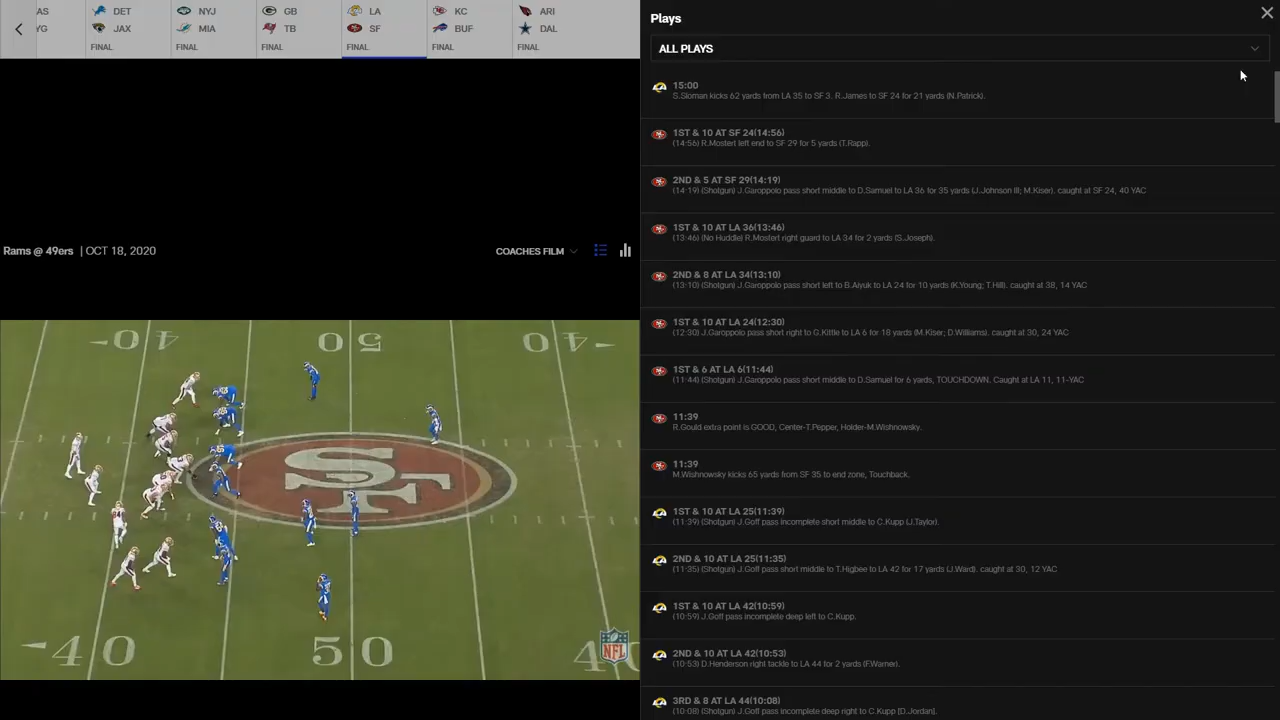 AS DET NYJ GB LA KC ARI
YG JAX MIA TB SF BUF DAL
FINAL FINAL FINAL FINAL FINAL FINAL
Rams @ 49ers | OCT 18, 2020 COACHES FILM
40 50 40
SF
40 50 4
NFL
Plays
ALL PLAYS
15:00
S.Sloman kicks 62 yards from LA 35 to SF 3. R.James to SF 24 for 21 yards (N.Patrick).
1ST & 10 AT SF 24(14:56)
(14:56) R.Mostert left end to SF 29 for 5 yards (T.Rapp).
2ND & 5 AT SF 29(14:19)
(14:19) (Shotgun) J.Garoppolo pass short middle to D.Samuel to LA 36 for 35 yards (J.Johnson III; M.Kiser). caught at SF 24, 40 YAC
1ST & 10 AT LA 36(13:46)
(13:46) (No Huddle) R.Mostert right guard to LA 34 for 2 yards (S.Joseph).
2ND & 8 AT LA 34(13:10)
(13:10) (Shotgun) J.Garoppolo pass short left to B.Aiyuk to LA 24 for 10 yards (K.Young; T.Hill). caught at 38, 14 YAC
1ST & 10 AT LA 24(12:30)
(12:30) J.Garoppolo pass short right to G.Kittle to LA 6 for 18 yards (M.Kiser; D.Williams). caught at 30, 24 YAC
1ST & 6 AT LA 6(11:44)
(11:44) (Shotgun) J.Garoppolo pass short middle to D.Samuel for 6 yards, TOUCHDOWN. Caught at LA 11, 11-YAC
11:39
R.Gould extra point is GOOD, Center-T.Pepper, Holder-M.Wishnowsky.
11:39
M.Wishnowsky kicks 65 yards from SF 35 to end zone, Touchback.
1ST & 10 AT LA 25(11:39)
(11:39) (Shotgun) J.Goff pass incomplete short middle to C.Kupp (J.Taylor).
2ND & 10 AT LA 25(11:35)
(11:35) (Shotgun) J.Goff pass short middle to T.Higbee to LA 42 for 17 yards (J.Ward). caught at 30, 12 YAC
1ST & 10 AT LA 42(10:59)
(10:59) J.Goff pass incomplete deep left to C.Kupp.
2ND & 10 AT LA 42(10:53)
(10:53) D.Henderson right tackle to LA 44 for 2 yards (F.Warner).
3RD & 8 AT LA 44(10:08)
(10:08) (Shotgun) J.Goff pass incomplete deep right to C.Kupp [D.Jordan].